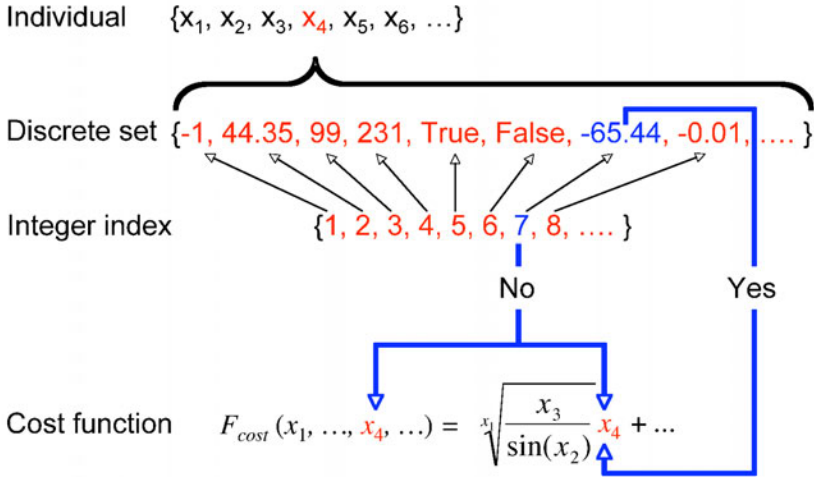 Individual {x₁, x₂, x₃, x₄, x₅, x₆, ...}
Discrete set {-1, 44.35, 99, 231, True, False, -65.44, -0.01, .... }
Integer index {1, 2, 3, 4, 5, 6, 7, 8, .... }
No Yes
Cost function F_cost (x₁, ..., x₄, ...) = ˣ¹√(x₃ / sin(x₂)) x₄ + ...